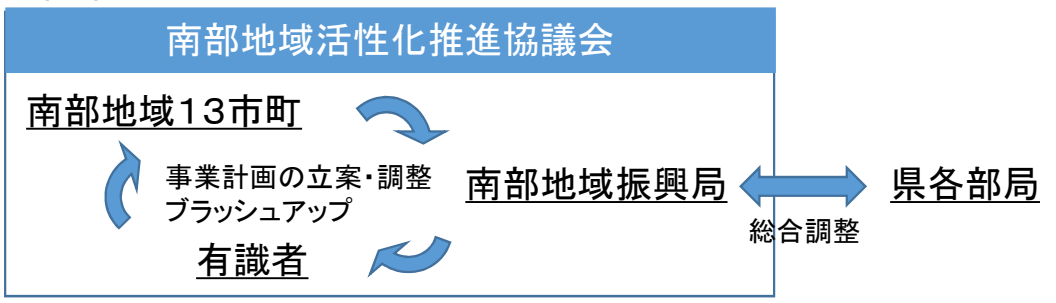 南部地域活性化推進協議会
南部地域１３市町
事業計画の立案・調整
ブラッシュアップ
南部地域振興局
県各部局
総合調整
有識者